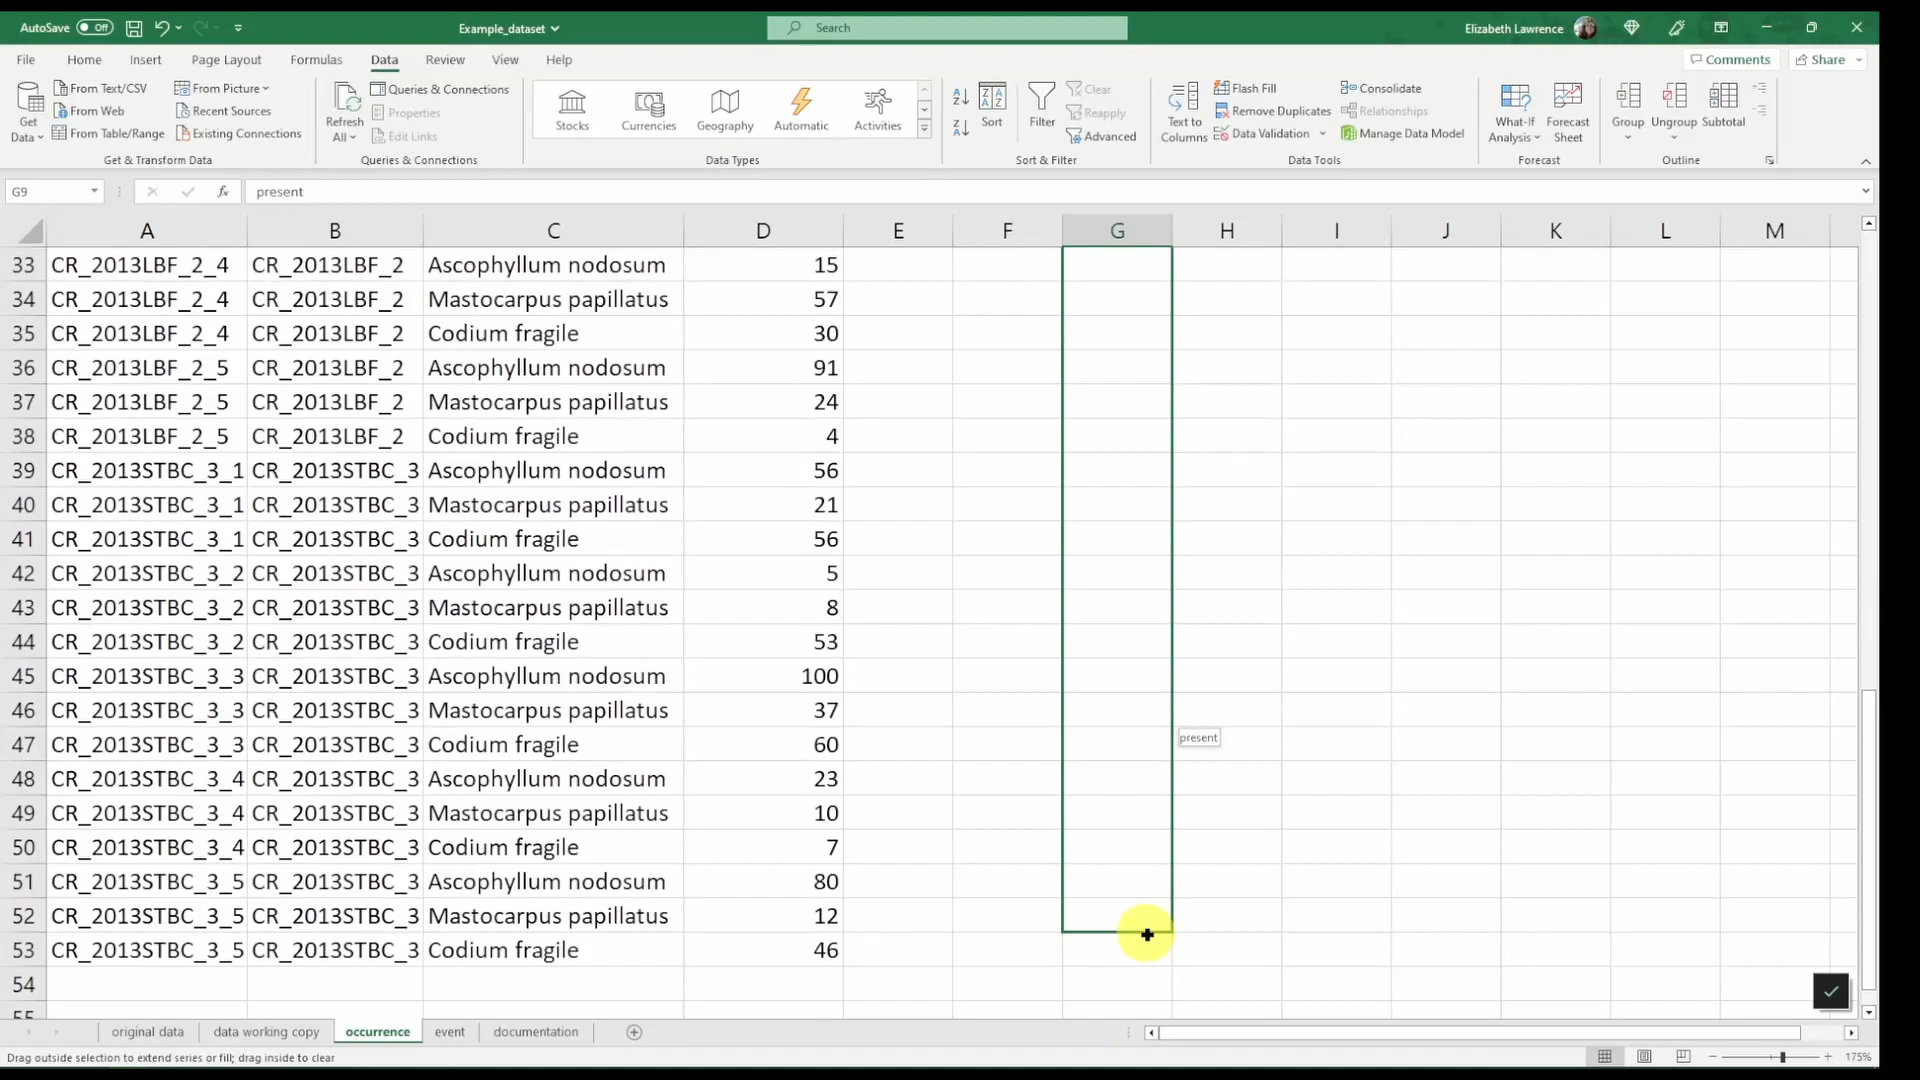 AutoSave Off Example_dataset Search Elizabeth Lawrence
File Home Insert Page Layout Formulas Data Review View Help Comments Share
Get Data From Text/CSV From Web From Table/Range From Picture Recent Sources Existing Connections
Refresh All Queries & Connections Properties Edit Links
Stocks Currencies Geography Automatic Activities
Sort Filter Clear Reapply Advanced
Text to Columns Flash Fill Remove Duplicates Data Validation Consolidate Relationships Manage Data Model
What-If Analysis Forecast Sheet Group Ungroup Subtotal
Get & Transform Data Queries & Connections Data Types Sort & Filter Data Tools Forecast Outline
G9 fx present
A B C D E F G H I J K L M
33 CR_2013LBF_2_4 CR_2013LBF_2 Ascophyllum nodosum 15
34 CR_2013LBF_2_4 CR_2013LBF_2 Mastocarpus papillatus 57
35 CR_2013LBF_2_4 CR_2013LBF_2 Codium fragile 30
36 CR_2013LBF_2_5 CR_2013LBF_2 Ascophyllum nodosum 91
37 CR_2013LBF_2_5 CR_2013LBF_2 Mastocarpus papillatus 24
38 CR_2013LBF_2_5 CR_2013LBF_2 Codium fragile 4
39 CR_2013STBC_3_1 CR_2013STBC_3 Ascophyllum nodosum 56
40 CR_2013STBC_3_1 CR_2013STBC_3 Mastocarpus papillatus 21
41 CR_2013STBC_3_1 CR_2013STBC_3 Codium fragile 56
42 CR_2013STBC_3_2 CR_2013STBC_3 Ascophyllum nodosum 5
43 CR_2013STBC_3_2 CR_2013STBC_3 Mastocarpus papillatus 8
44 CR_2013STBC_3_2 CR_2013STBC_3 Codium fragile 53
45 CR_2013STBC_3_3 CR_2013STBC_3 Ascophyllum nodosum 100
46 CR_2013STBC_3_3 CR_2013STBC_3 Mastocarpus papillatus 37
47 CR_2013STBC_3_3 CR_2013STBC_3 Codium fragile 60 present
48 CR_2013STBC_3_4 CR_2013STBC_3 Ascophyllum nodosum 23
49 CR_2013STBC_3_4 CR_2013STBC_3 Mastocarpus papillatus 10
50 CR_2013STBC_3_4 CR_2013STBC_3 Codium fragile 7
51 CR_2013STBC_3_5 CR_2013STBC_3 Ascophyllum nodosum 80
52 CR_2013STBC_3_5 CR_2013STBC_3 Mastocarpus papillatus 12
53 CR_2013STBC_3_5 CR_2013STBC_3 Codium fragile 46
54
55
original data data working copy occurrence event documentation
Drag outside selection to extend series or fill; drag inside to clear 175%